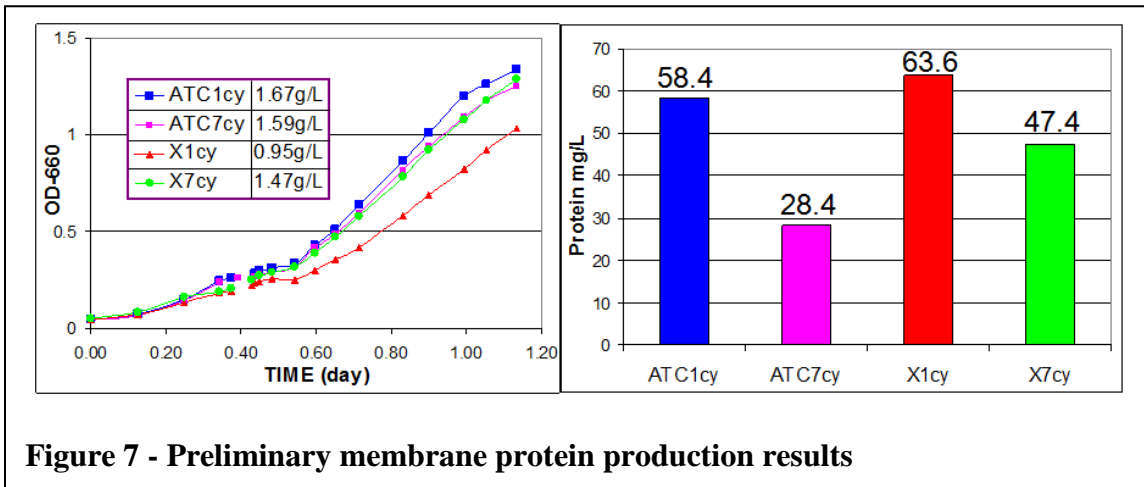 1.5
1
0.5
0
OD-660
ATC1cy 1.67g/L
ATC7cy 1.59g/L
X1cy 0.95g/L
X7cy 1.47g/L
0.00 0.20 0.40 0.60 0.80 1.00 1.20
TIME (day)
70
60
50
40
30
20
10
0
Protein mg/L
58.4
28.4
63.6
47.4
ATC1cy ATC7cy X1cy X7cy
Figure 7 - Preliminary membrane protein production results